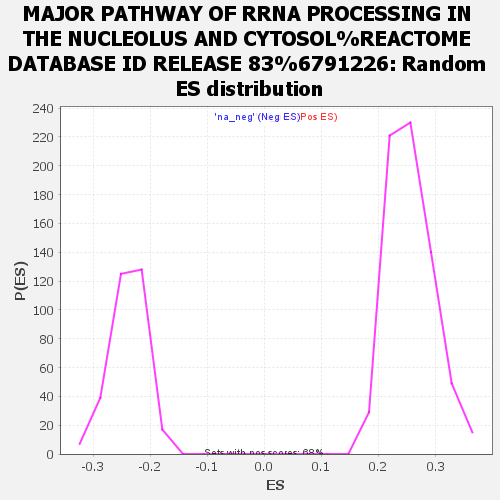 MAJOR PATHWAY OF RRNA PROCESSING IN
THE NUCLEOLUS AND CYTOSOL%REACTOME
DATABASE ID RELEASE 83%6791226: Random
ES distribution
'na_neg' (Neg ES)Pos ES)
240
220
200
180
160
140
120
100
80
60
40
20
0
P(ES)
Sets with pos scores: 68%
-0.3 -0.2 -0.1 0.0 0.1 0.2 0.3
ES